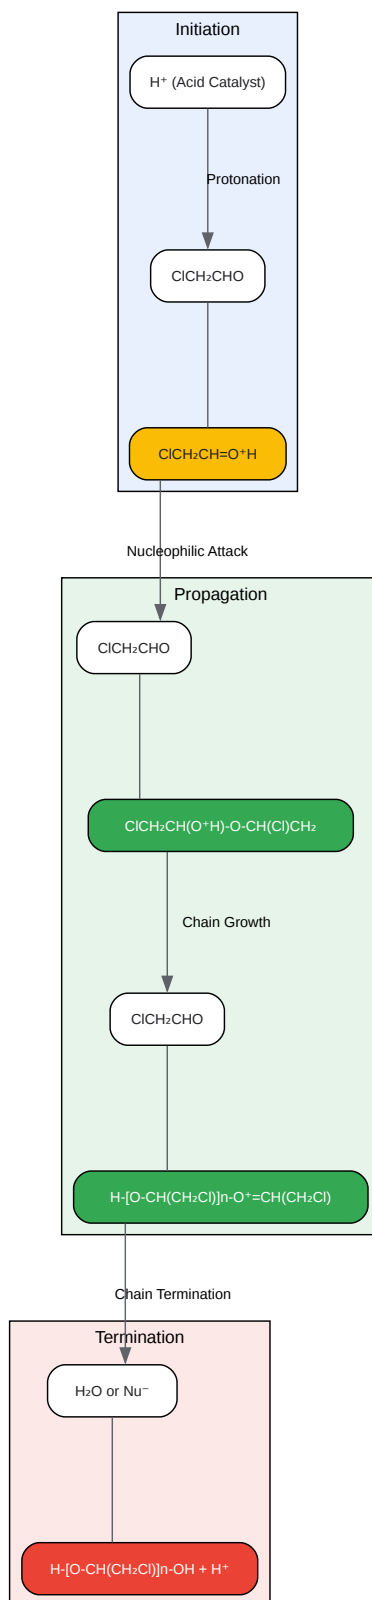 Initiation
H⁺ (Acid Catalyst)
Protonation
ClCH₂CHO
ClCH₂CH=O⁺H
Nucleophilic Attack
Propagation
ClCH₂CHO
ClCH₂CH(O⁺H)-O-CH(Cl)CH₂
Chain Growth
ClCH₂CHO
H-[O-CH(CH₂Cl)]n-O⁺=CH(CH₂Cl)
Chain Termination
Termination
H₂O or Nu⁻
H-[O-CH(CH₂Cl)]n-OH + H⁺